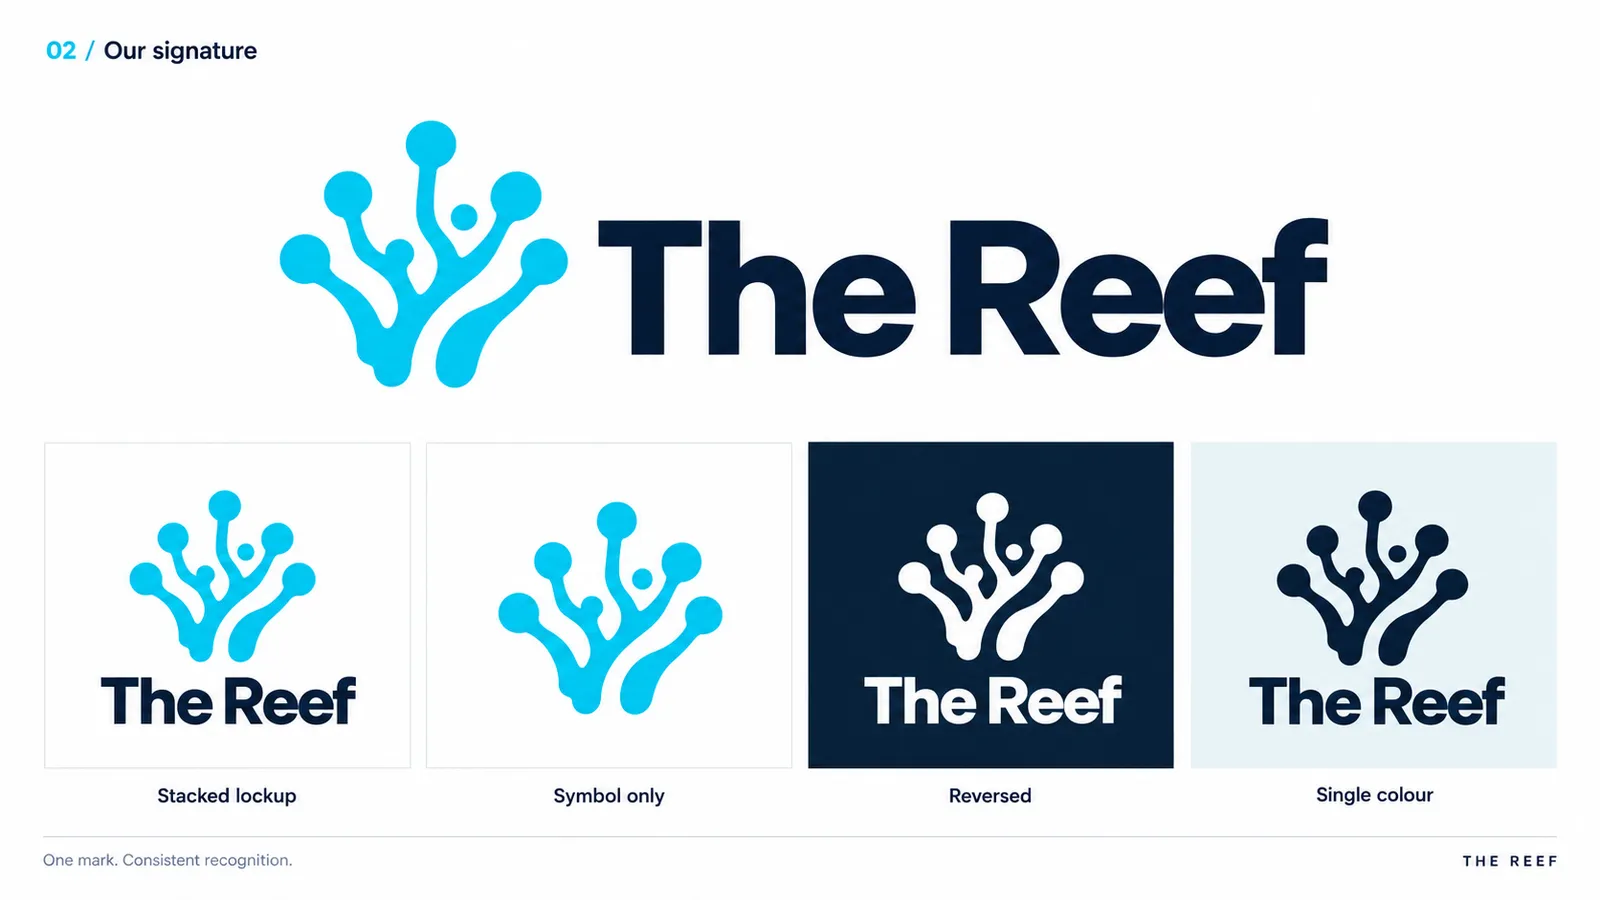 02 / Our signature
The Reef
The Reef
The Reef
The Reef
Stacked lockup
Symbol only
Reversed
Single colour
One mark. Consistent recognition.
THE REEF